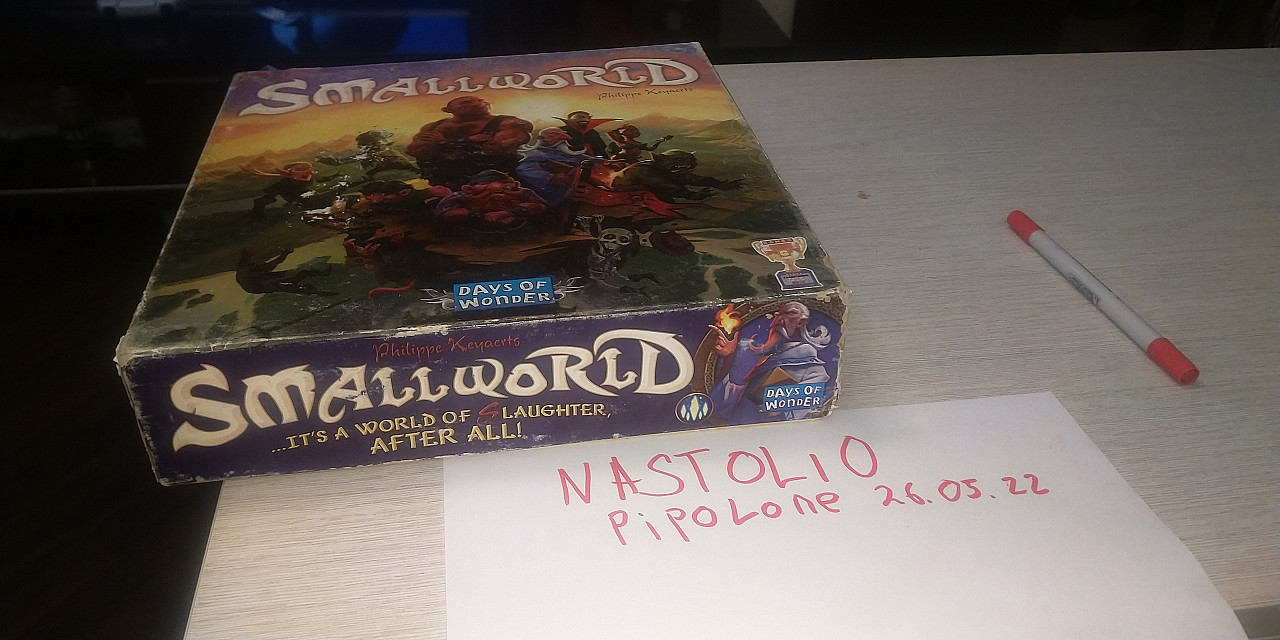 SMALLWORLD
Philippe Keyaerts
DAYS OF
WONDER
Philippe Keyaerts
SMALLWORLD
...IT'S A WORLD OF SLAUGHTER,
AFTER ALL!
DAYS OF
WONDER
NASTOLIO
PiPOLOne 26.05.22